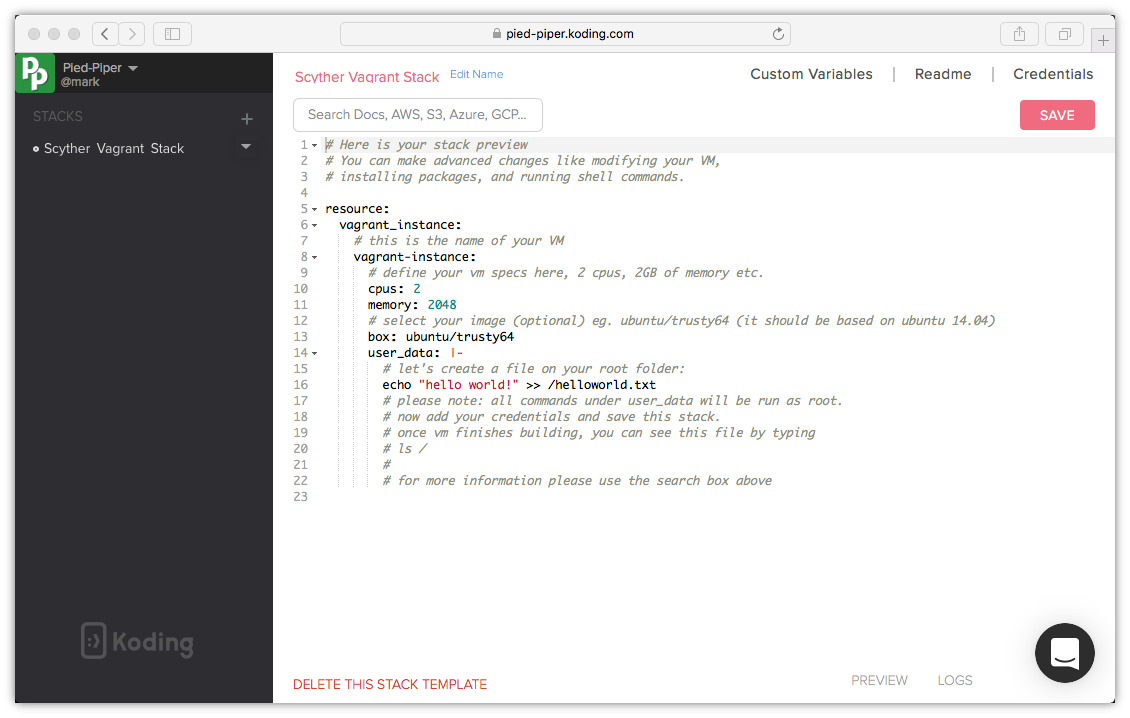 pied-piper.koding.com
Pp
Pied-Piper
@mark
STACKS
Scyther Vagrant Stack
Koding
Scyther Vagrant Stack Edit Name
Custom Variables | Readme | Credentials
Search Docs, AWS, S3, Azure, GCP...
SAVE
1 # Here is your stack preview
2 # You can make advanced changes like modifying your VM,
3 # installing packages, and running shell commands.
4
5 resource:
6 vagrant_instance:
7 # this is the name of your VM
8 vagrant-instance:
9 # define your vm specs here, 2 cpus, 2GB of memory etc.
10 cpus: 2
11 memory: 2048
12 # select your image (optional) eg. ubuntu/trusty64 (it should be based on ubuntu 14.04)
13 box: ubuntu/trusty64
14 user_data: |-
15 # let's create a file on your root folder:
16 echo "hello world!" >> /helloworld.txt
17 # please note: all commands under user_data will be run as root.
18 # now add your credentials and save this stack.
19 # once vm finishes building, you can see this file by typing
20 # ls /
21 #
22 # for more information please use the search box above
23
DELETE THIS STACK TEMPLATE
PREVIEW LOGS